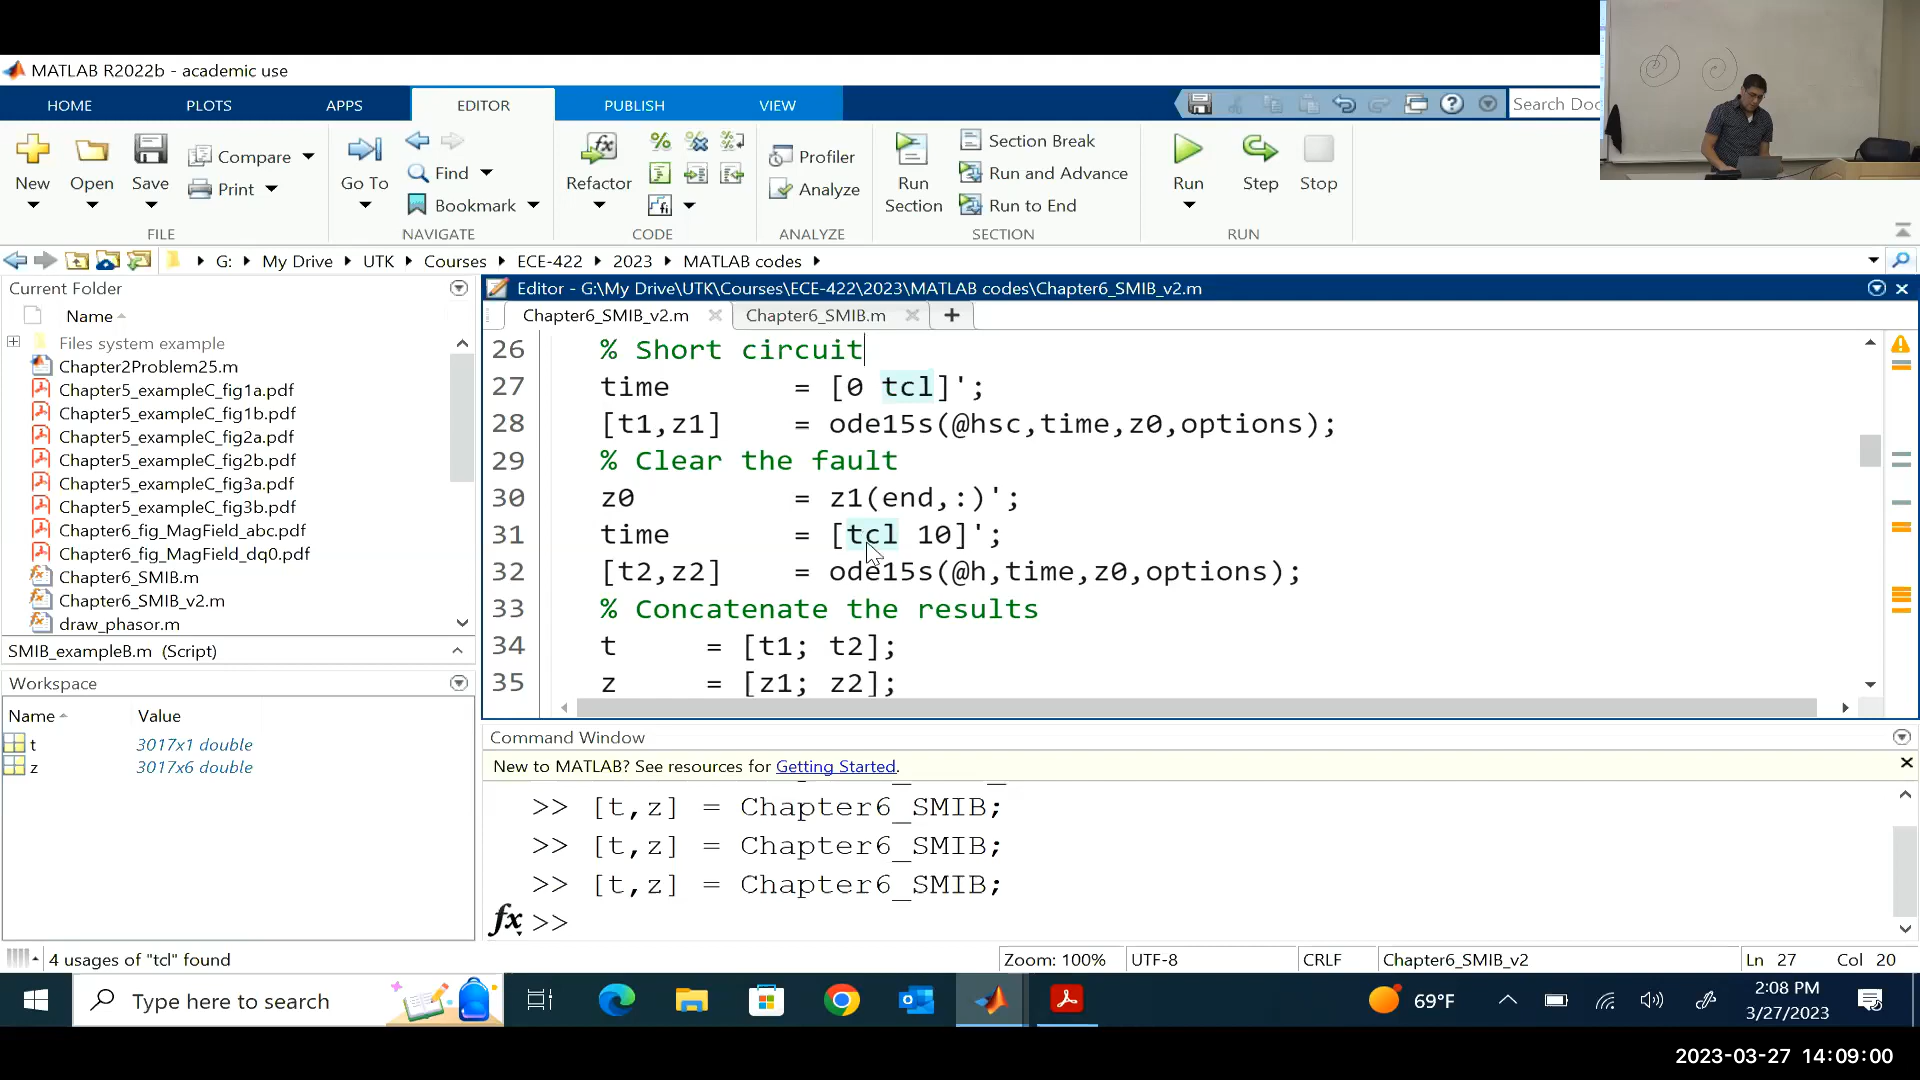 MATLAB R2022b - academic use
HOME PLOTS APPS EDITOR PUBLISH VIEW
Search Doc
New Open Save Compare Print
FILE
Go To Find Bookmark
NAVIGATE
Refactor
CODE
Profiler
Analyze
ANALYZE
Run Section
Section Break
Run and Advance
Run to End
SECTION
Run Step Stop
RUN
G: My Drive UTK Courses ECE-422 2023 MATLAB codes
Current Folder
Name
Files system example
Chapter2Problem25.m
Chapter5_exampleC_fig1a.pdf
Chapter5_exampleC_fig1b.pdf
Chapter5_exampleC_fig2a.pdf
Chapter5_exampleC_fig2b.pdf
Chapter5_exampleC_fig3a.pdf
Chapter5_exampleC_fig3b.pdf
Chapter6_fig_MagField_abc.pdf
Chapter6_fig_MagField_dq0.pdf
Chapter6_SMIB.m
Chapter6_SMIB_v2.m
draw_phasor.m
SMIB_exampleB.m (Script)
Workspace
Name Value
t 3017x1 double
z 3017x6 double
Editor - G:\My Drive\UTK\Courses\ECE-422\2023\MATLAB codes\Chapter6_SMIB_v2.m
Chapter6_SMIB_v2.m Chapter6_SMIB.m
26 % Short circuit
27 time = [0 tcl]';
28 [t1,z1] = ode15s(@hsc,time,z0,options);
29 % Clear the fault
30 z0 = z1(end,:)';
31 time = [tcl 10]';
32 [t2,z2] = ode15s(@h,time,z0,options);
33 % Concatenate the results
34 t = [t1; t2];
35 z = [z1; z2];
Command Window
New to MATLAB? See resources for Getting Started.
>> [t,z] = Chapter6_SMIB;
>> [t,z] = Chapter6_SMIB;
>> [t,z] = Chapter6_SMIB;
fx >>
4 usages of "tcl" found
Zoom: 100% UTF-8 CRLF Chapter6_SMIB_v2 Ln 27 Col 20
Type here to search
69°F
2:08 PM
3/27/2023
2023-03-27 14:09:00